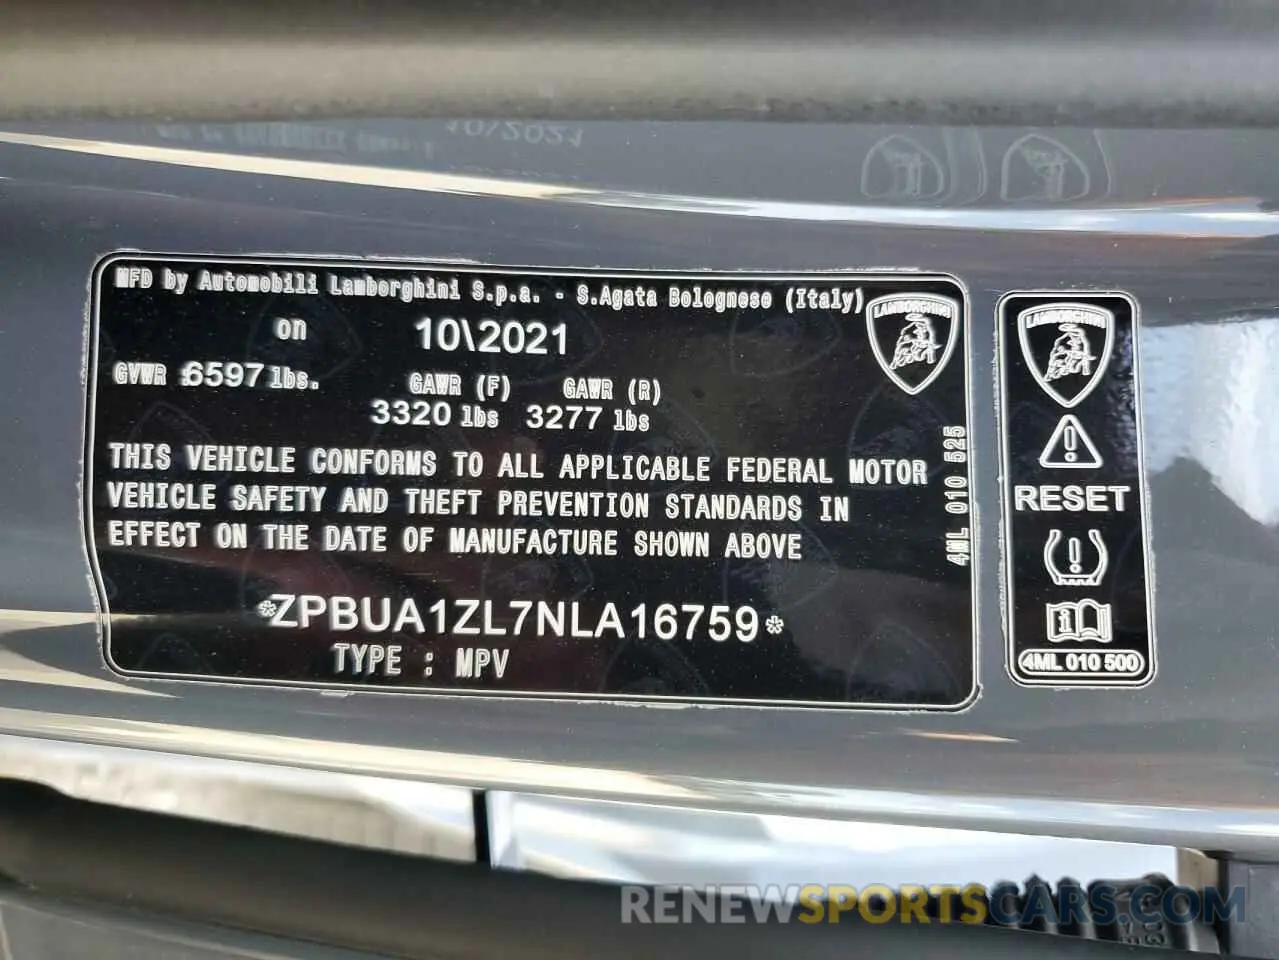 MFD by Automobili Lamborghini S.p.a. - S.Agata Bolognese (Italy)
on 10\2021
GVWR 6597 lbs. GAWR (F) GAWR (R)
3320 lbs 3277 lbs
THIS VEHICLE CONFORMS TO ALL APPLICABLE FEDERAL MOTOR
VEHICLE SAFETY AND THEFT PREVENTION STANDARDS IN
EFFECT ON THE DATE OF MANUFACTURE SHOWN ABOVE
*ZPBUA1ZL7NLA16759*
TYPE : MPV
LAMBORGHINI
4ML 010 525
LAMBORGHINI
RESET
4ML 010 500
RENEWSPORTSCARS.COM